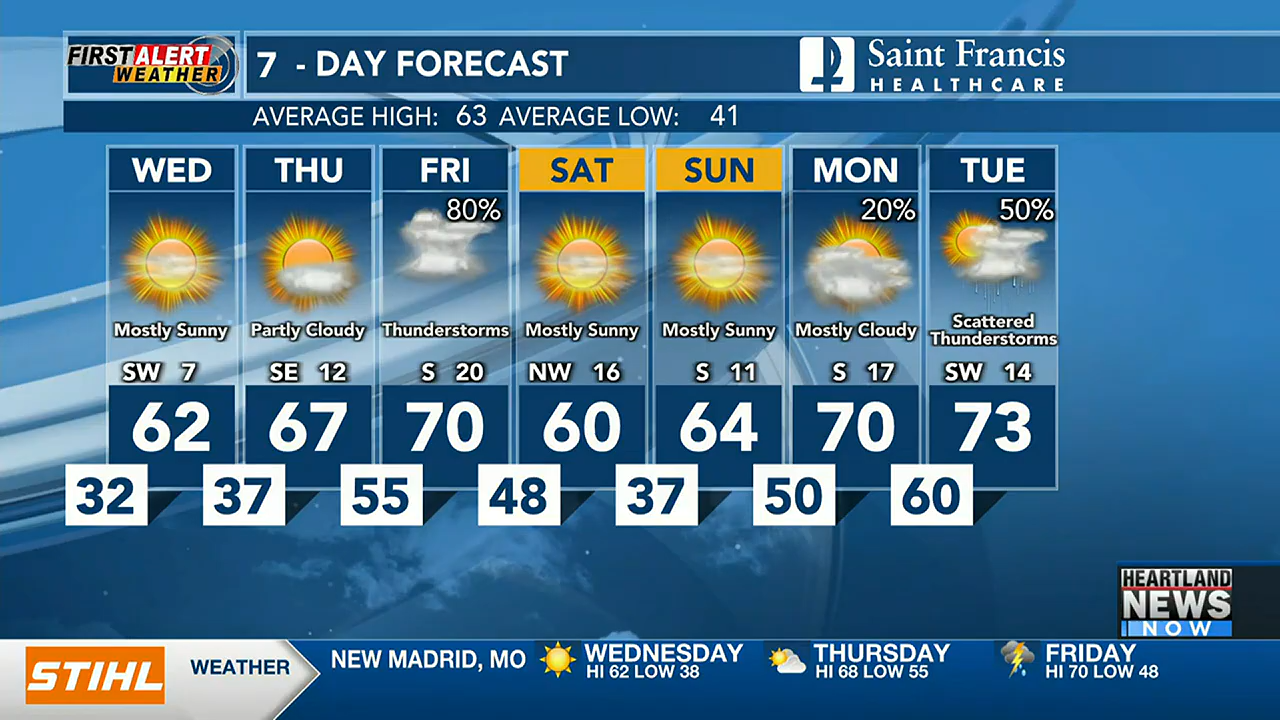 FIRST ALERT
WEATHER
7 - DAY FORECAST
Saint Francis
HEALTHCARE
AVERAGE HIGH: 63 AVERAGE LOW: 41
WED THU FRI SAT SUN MON TUE
80% 20% 50%
Mostly Sunny Partly Cloudy Thunderstorms Mostly Sunny Mostly Sunny Mostly Cloudy Scattered Thunderstorms
SW 7 SE 12 S 20 NW 16 S 11 S 17 SW 14
62 67 70 60 64 70 73
32 37 55 48 37 50 60
HEARTLAND
NEWS
NOW
STIHL WEATHER
NEW MADRID, MO
WEDNESDAY
HI 62 LOW 38
THURSDAY
HI 68 LOW 55
FRIDAY
HI 70 LOW 48